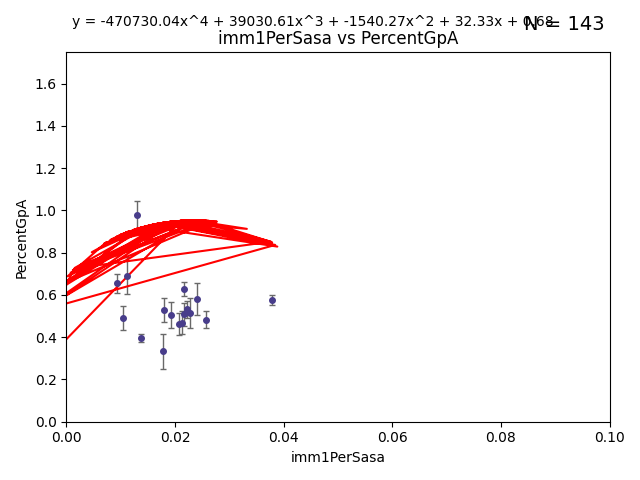 y = -470730.04x^4 + 39030.61x^3 + -1540.27x^2 + 32.33x + 0.68
N = 143
imm1PerSasa vs PercentGpA
1.6
1.4
1.2
1.0
0.8
0.6
0.4
0.2
0.0
PercentGpA
0.00 0.02 0.04 0.06 0.08 0.10
imm1PerSasa